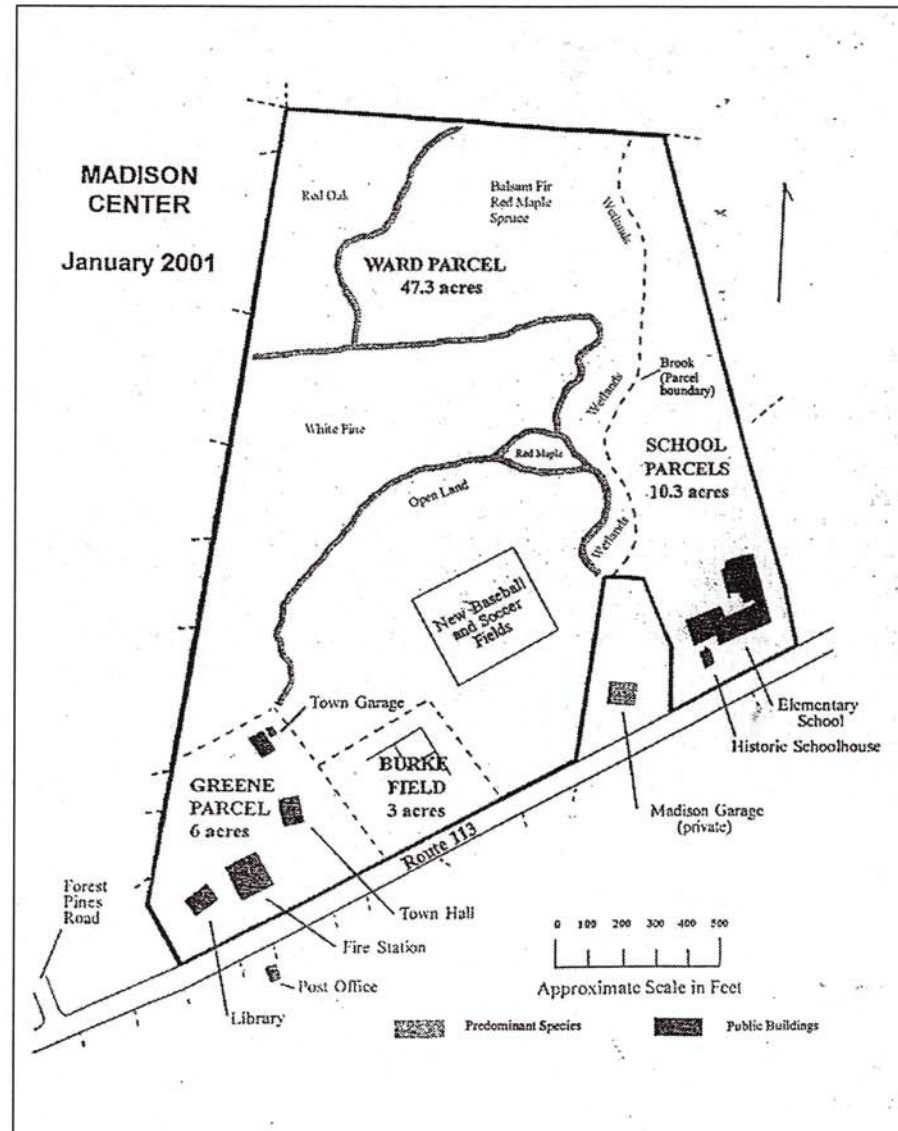 MADISON
CENTER
January 2001
Red Oak
Balsam Fir
Red Maple
Spruce
Wetlands
WARD PARCEL
47.3 acres
Brook
(Parcel
boundary)
Wetlands
White Pine
Red Maple
SCHOOL
PARCELS
10.3 acres
Open Land
Wetlands
New Baseball
and Soccer
Fields
Town Garage
Elementary
School
Historic Schoolhouse
GREENE
PARCEL
6 acres
BURKE
FIELD
3 acres
Madison Garage
(private)
Route 113
Forest
Pines
Road
Town Hall
Fire Station
Post Office
Library
0 100 200 300 400 500
Approximate Scale in Feet
Predominant Species
Public Buildings